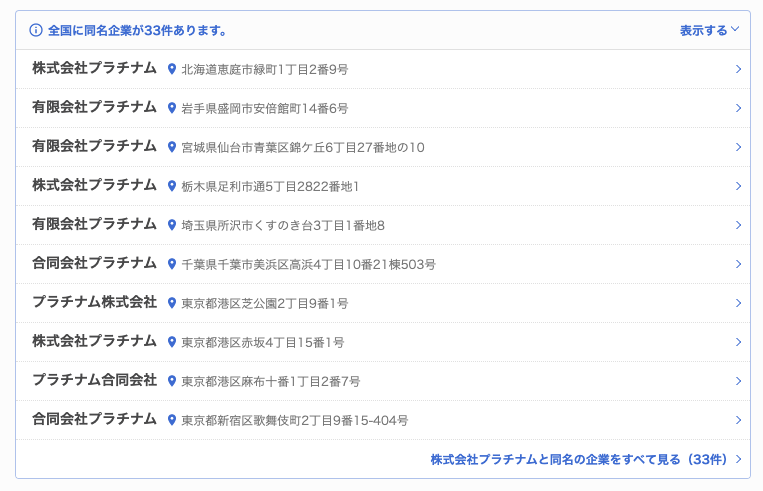 全国に同名企業が33件あります。 表示する
株式会社プラチナム 北海道恵庭市緑町1丁目2番9号
有限会社プラチナム 岩手県盛岡市安倍館町14番6号
有限会社プラチナム 宮城県仙台市青葉区錦ケ丘6丁目27番地の10
株式会社プラチナム 栃木県足利市通5丁目2822番地1
有限会社プラチナム 埼玉県所沢市くすのき台3丁目1番地8
合同会社プラチナム 千葉県千葉市美浜区高浜4丁目10番21棟503号
プラチナム株式会社 東京都港区芝公園2丁目9番1号
株式会社プラチナム 東京都港区赤坂4丁目15番1号
プラチナム合同会社 東京都港区麻布十番1丁目2番7号
合同会社プラチナム 東京都新宿区歌舞伎町2丁目9番15-404号
株式会社プラチナムと同名の企業をすべて見る（33件）